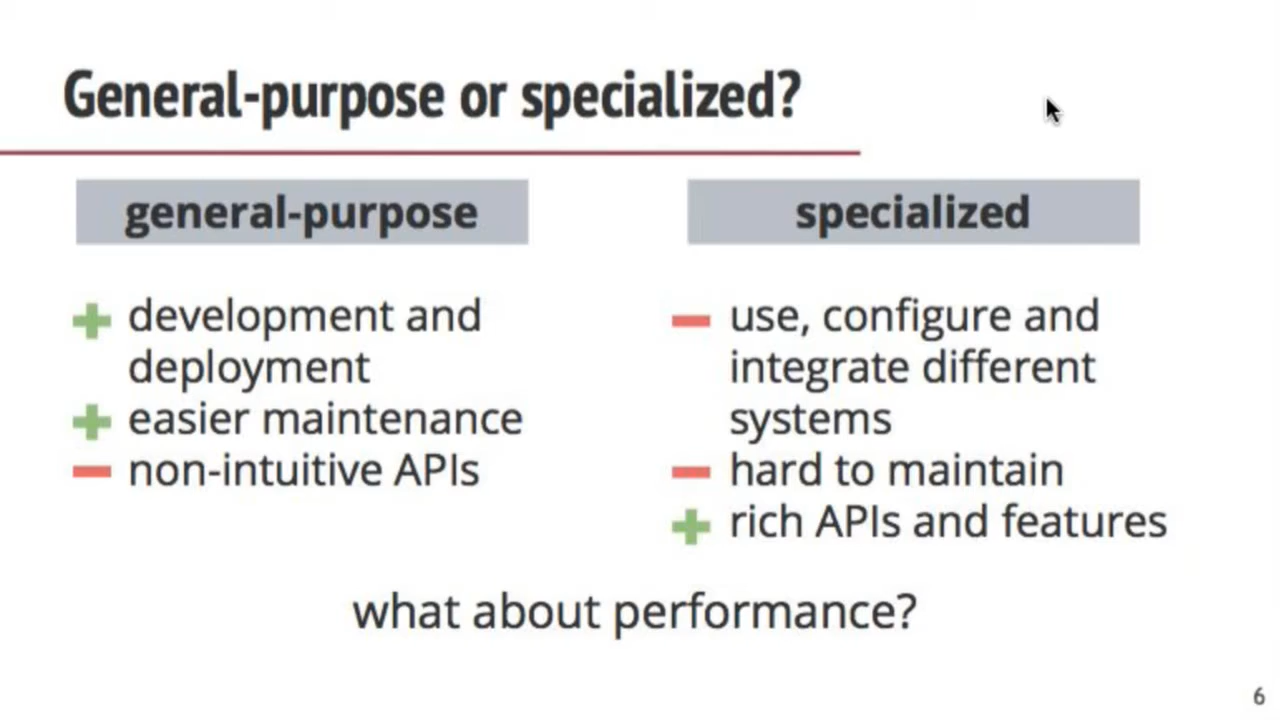 General-purpose or specialized?
general-purpose
development and
deployment
easier maintenance
non-intuitive APIs
specialized
use, configure and
integrate different
systems
hard to maintain
rich APIs and features
what about performance?
6